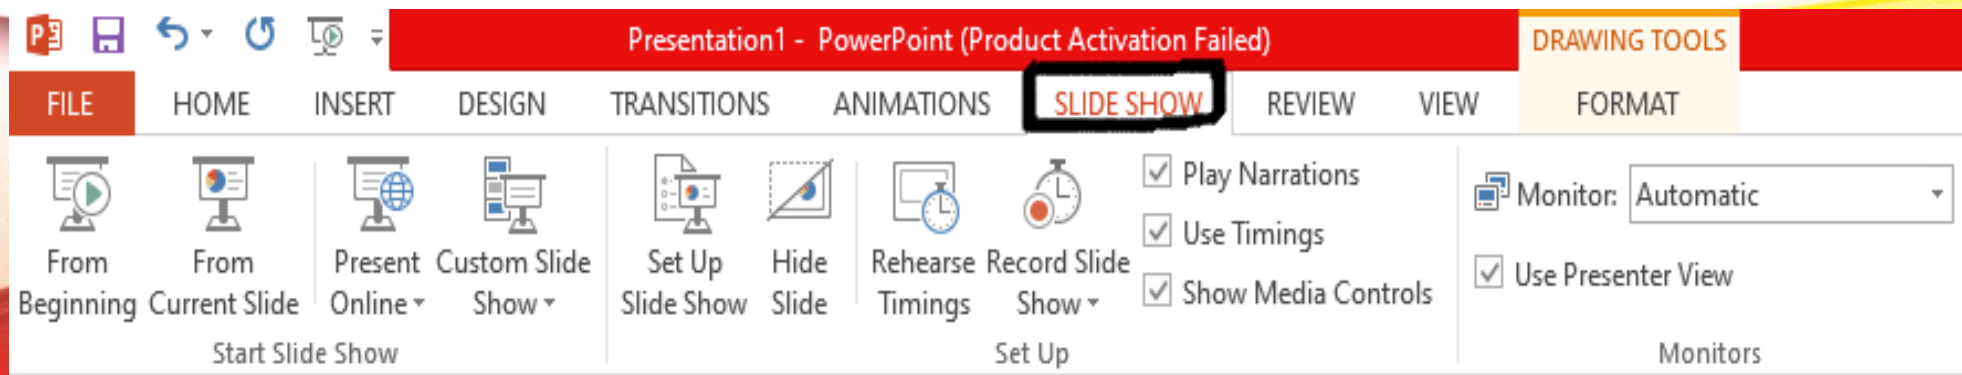 Presentation1 - PowerPoint (Product Activation Failed)
DRAWING TOOLS
FILE HOME INSERT DESIGN TRANSITIONS ANIMATIONS SLIDE SHOW REVIEW VIEW FORMAT
From Beginning
From Current Slide
Present Online
Custom Slide Show
Start Slide Show
Set Up Slide Show
Hide Slide
Rehearse Timings
Record Slide Show
Play Narrations
Use Timings
Show Media Controls
Set Up
Monitor: Automatic
Use Presenter View
Monitors